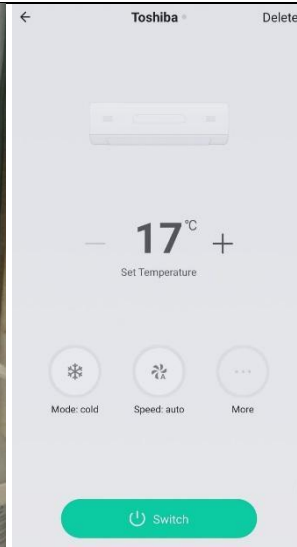 Toshiba
Delete
17°C
Set Temperature
A
Mode: cold
Speed: auto
More
Switch